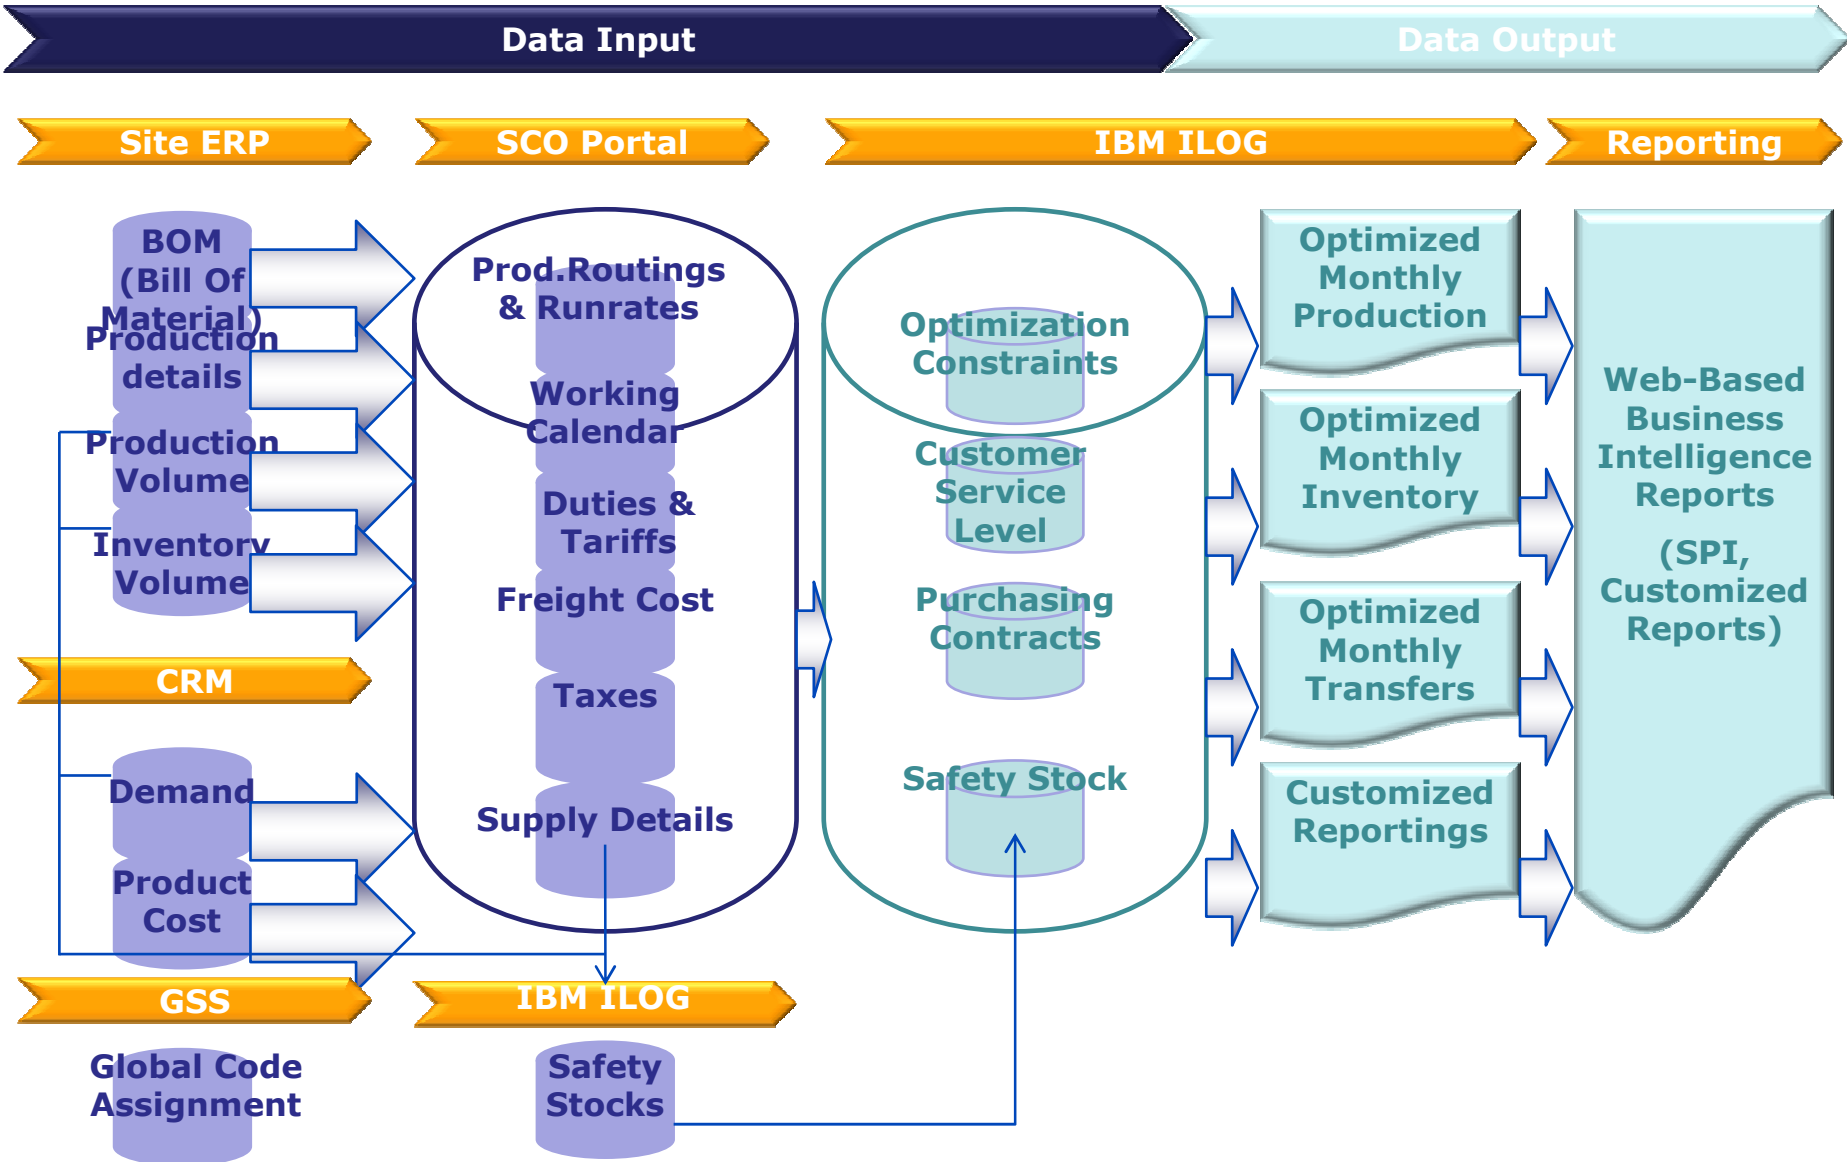 Data Input
Data Output
Site ERP
SCO Portal
IBM ILOG
Reporting
BOM
(Bill Of
Material)
Production
details
Production
Volume
Inventory
Volume
CRM
Demand
Product
Cost
GSS
Global Code
Assignment
Prod.Routings
& Runrates
Working
Calendar
Duties &
Tariffs
Freight Cost
Taxes
Supply Details
IBM ILOG
Safety
Stocks
Optimization
Constraints
Customer
Service
Level
Purchasing
Contracts
Safety Stock
Optimized
Monthly
Production
Optimized
Monthly
Inventory
Optimized
Monthly
Transfers
Customized
Reportings
Web-Based
Business
Intelligence
Reports
(SPI,
Customized
Reports)